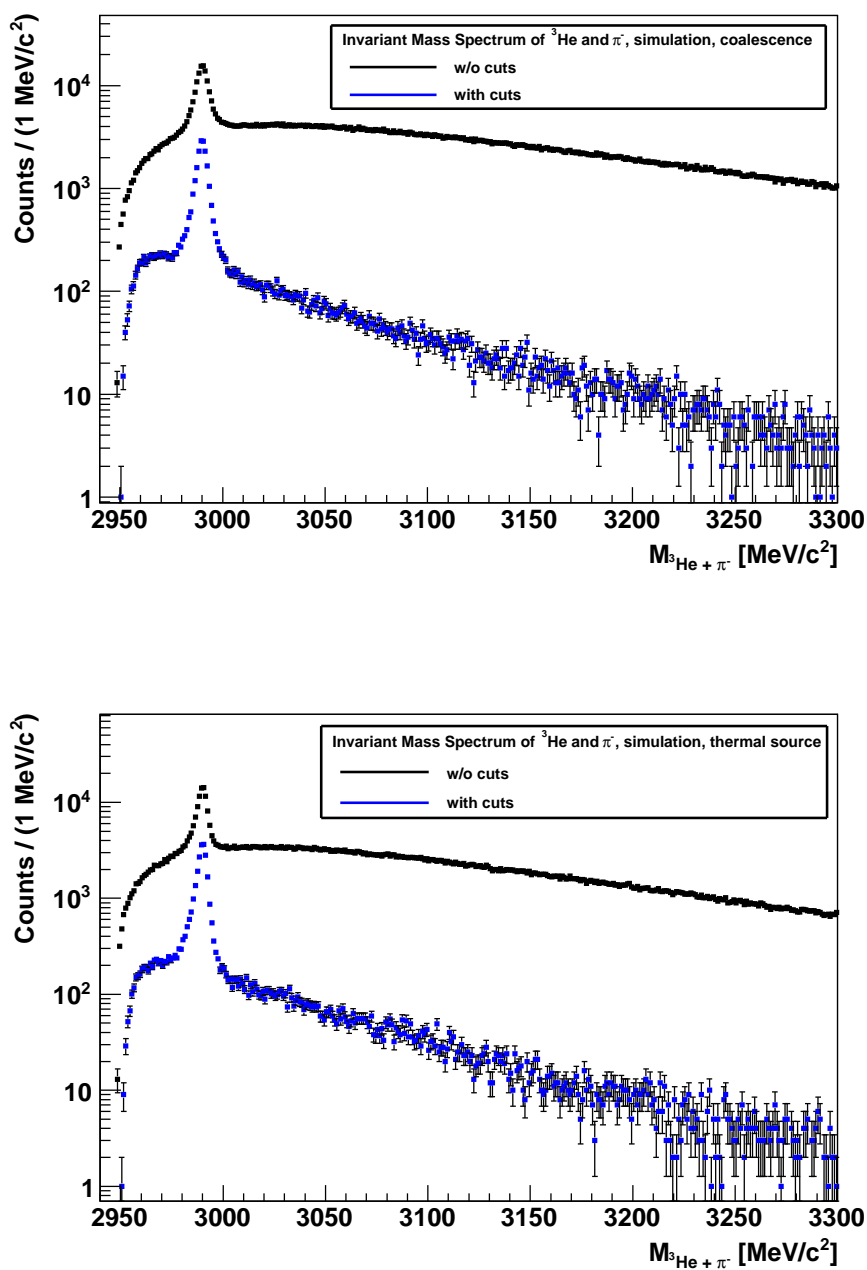 Counts / (1 MeV/c²)
Invariant Mass Spectrum of ³He and π⁻, simulation, coalescence
w/o cuts
with cuts
10⁴
10³
10²
10
1
2950 3000 3050 3100 3150 3200 3250 3300
M³He + π⁻ [MeV/c²]
Counts / (1 MeV/c²)
Invariant Mass Spectrum of ³He and π⁻, simulation, thermal source
w/o cuts
with cuts
10⁴
10³
10²
10
1
2950 3000 3050 3100 3150 3200 3250 3300
M³He + π⁻ [MeV/c²]